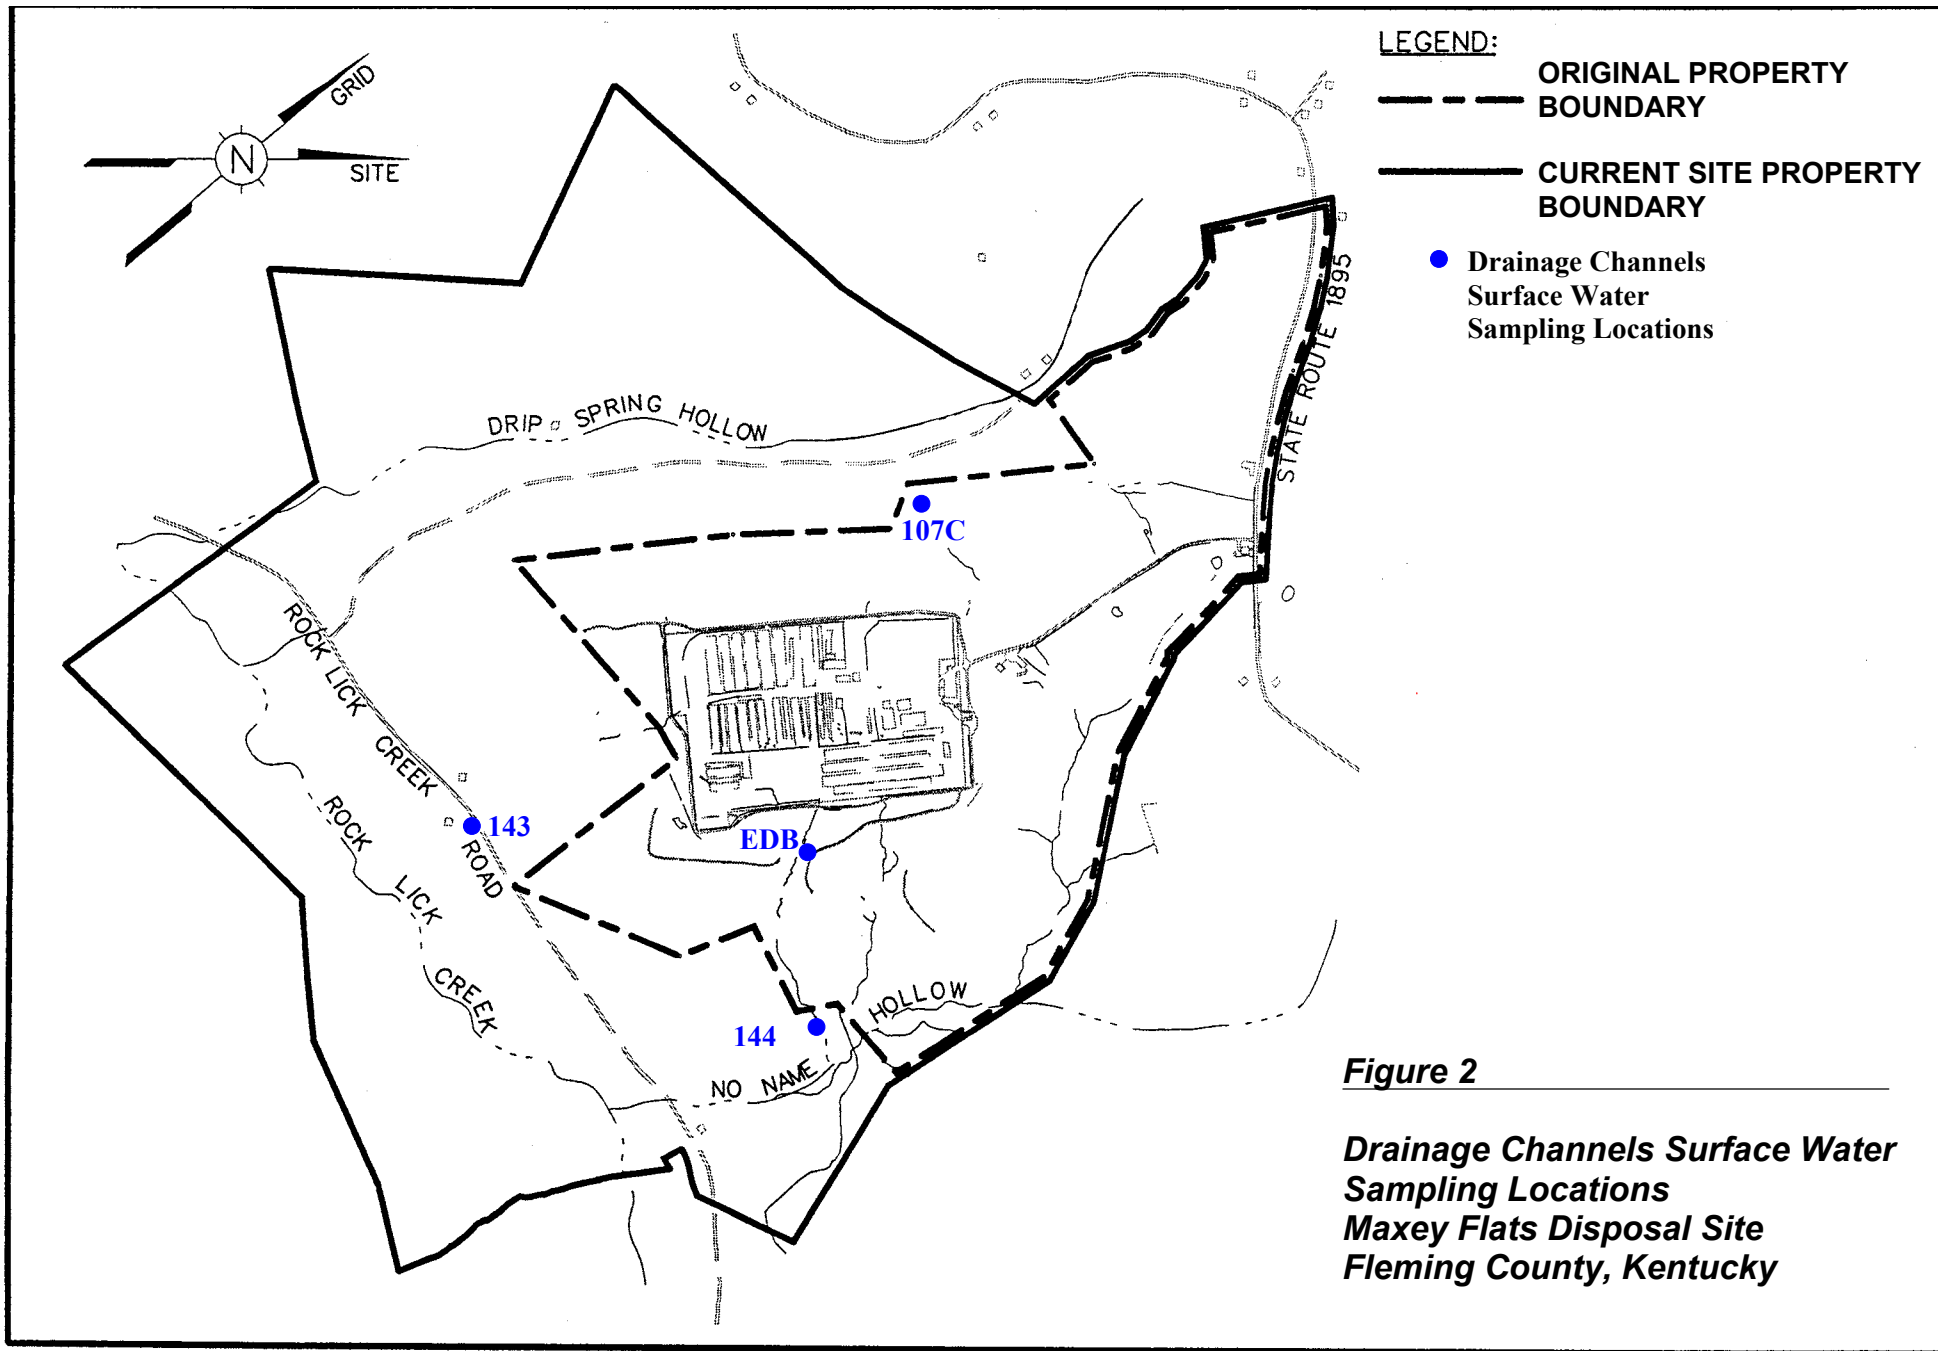 LEGEND:
ORIGINAL PROPERTY
BOUNDARY
CURRENT SITE PROPERTY
BOUNDARY
Drainage Channels
Surface Water
Sampling Locations
GRID
N
SITE
STATE ROUTE 1895
DRIP SPRING HOLLOW
107C
ROCK LICK CREEK ROAD
143
EDB
ROCK LICK CREEK
144
NO NAME HOLLOW
Figure 2
Drainage Channels Surface Water
Sampling Locations
Maxey Flats Disposal Site
Fleming County, Kentucky